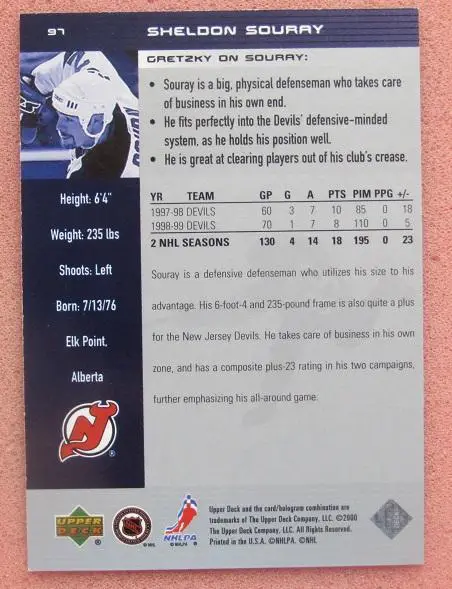 97 SHELDON SOURAY
GRETZKY ON SOURAY:
• Souray is a big, physical defenseman who takes care
of business in his own end.
• He fits perfectly into the Devils' defensive-minded
system, as he holds his position well.
• He is great at clearing players out of his club's crease.
Height: 6'4"
Weight: 235 lbs
Shoots: Left
Born: 7/13/76
Elk Point,
Alberta
YR TEAM GP G A PTS PIM PPG +/-
1997-98 DEVILS 60 3 7 10 85 0 18
1998-99 DEVILS 70 1 7 8 110 0 5
2 NHL SEASONS 130 4 14 18 195 0 23
Souray is a defensive defenseman who utilizes his size to his
advantage. His 6-foot-4 and 235-pound frame is also quite a plus
for the New Jersey Devils. He takes care of business in his own
zone, and has a composite plus-23 rating in his two campaigns,
further emphasizing his all-around game.
UPPER
DECK
©NHL
NHLPA
©NHLPA
Upper Deck and the card/hologram combination are
trademarks of The Upper Deck Company, LLC. ©2000
The Upper Deck Company, LLC. All Rights Reserved.
Printed in the U.S.A. ©NHLPA. ©NHL